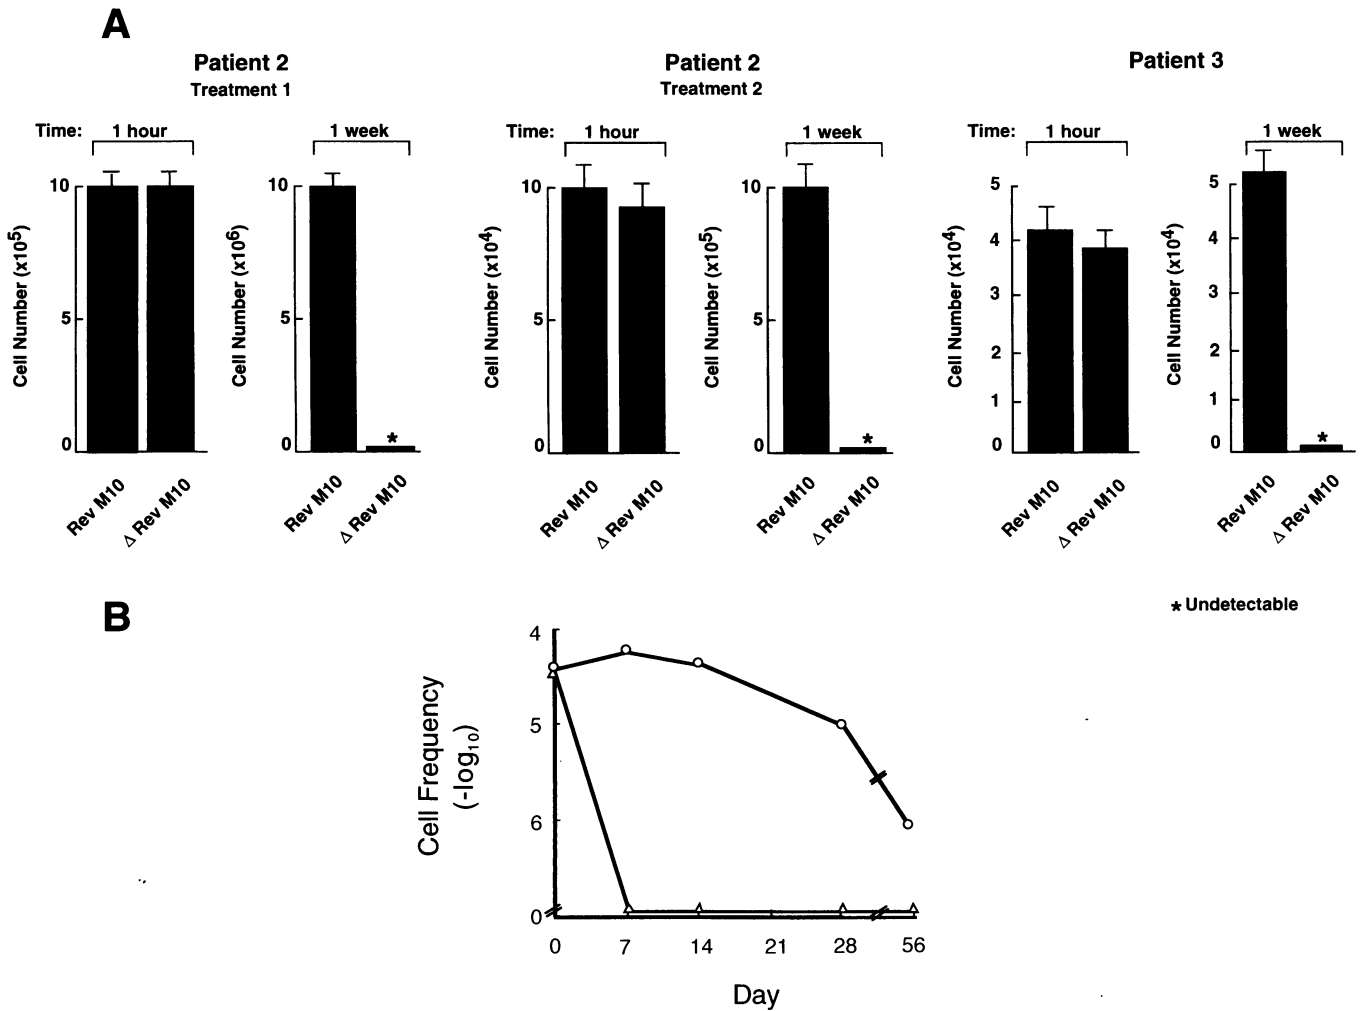 A
Patient 2
Treatment 1
Time: 1 hour 1 week
Cell Number (x10⁵)
10
5
0
Rev M10
Δ Rev M10
Cell Number (x10⁶)
10
5
0
*
Rev M10
Δ Rev M10
Patient 2
Treatment 2
Time: 1 hour 1 week
Cell Number (x10⁴)
10
5
0
Rev M10
Δ Rev M10
Cell Number (x10⁵)
10
5
0
*
Rev M10
Δ Rev M10
Patient 3
Time: 1 hour 1 week
Cell Number (x10⁴)
5
4
3
2
1
0
Rev M10
Δ Rev M10
Cell Number (x10⁴)
5
4
3
2
1
0
*
Rev M10
Δ Rev M10
* Undetectable
B
Cell Frequency
(-log₁₀)
4
5
6
0
0 7 14 21 28 56
Day